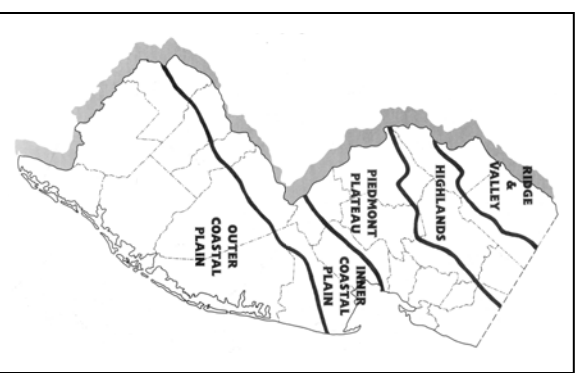 RIDGE
&
VALLEY
HIGHLANDS
PIEDMONT
PLATEAU
INNER
COASTAL
PLAIN
OUTER
COASTAL
PLAIN